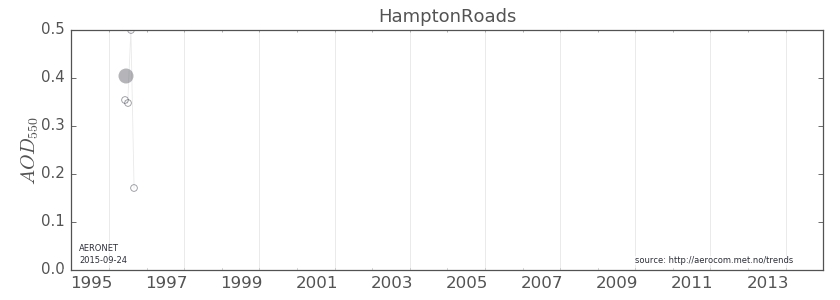 HamptonRoads
0.5
0.4
0.3
0.2
0.1
0.0
AOD550
AERONET
2015-09-24
source: http://aerocom.met.no/trends
1995 1997 1999 2001 2003 2005 2007 2009 2011 2013